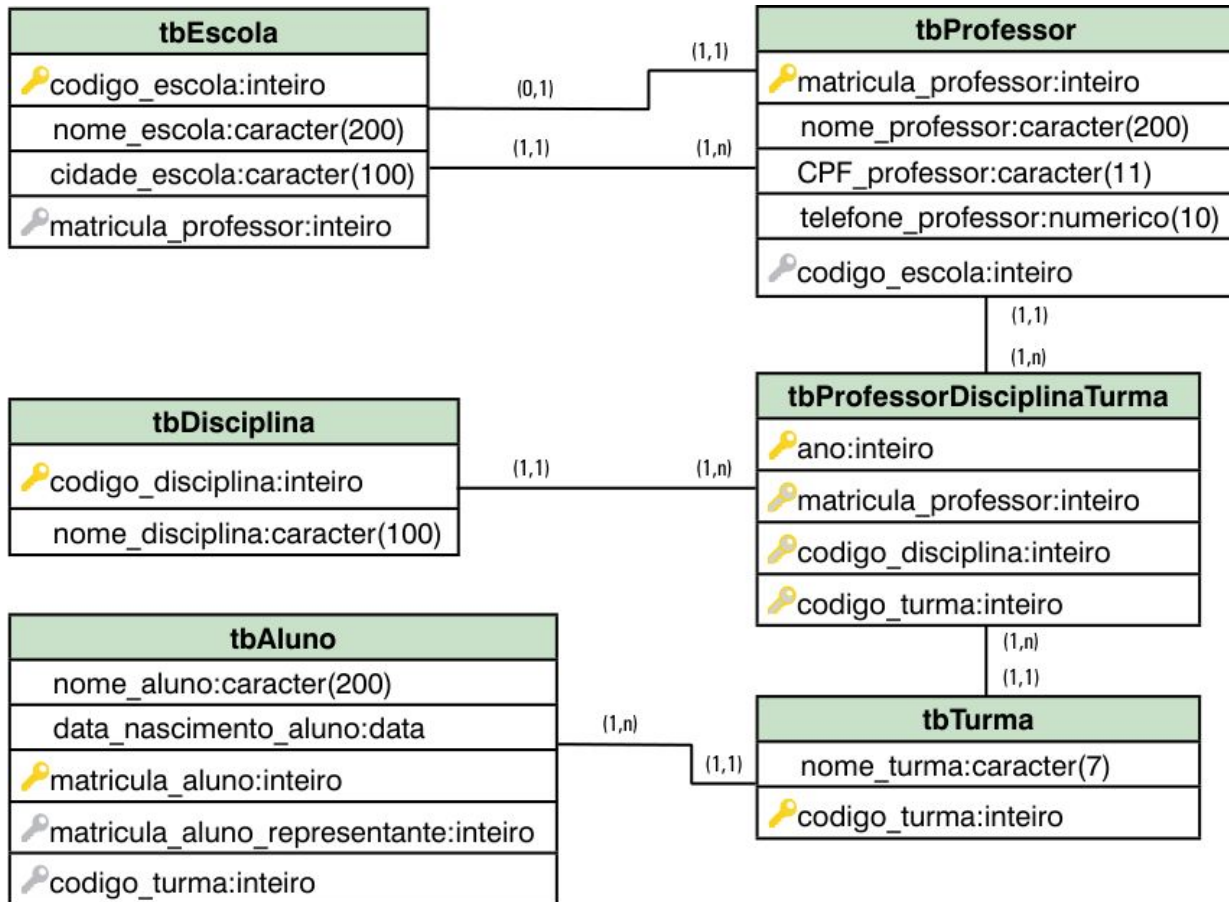 tbEscola
codigo_escola:inteiro
nome_escola:caracter(200)
cidade_escola:caracter(100)
matricula_professor:inteiro
(0,1)
(1,1)
(1,1)
(1,n)
tbProfessor
matricula_professor:inteiro
nome_professor:caracter(200)
CPF_professor:caracter(11)
telefone_professor:numerico(10)
codigo_escola:inteiro
(1,1)
(1,n)
tbDisciplina
codigo_disciplina:inteiro
nome_disciplina:caracter(100)
(1,1)
(1,n)
tbProfessorDisciplinaTurma
ano:inteiro
matricula_professor:inteiro
codigo_disciplina:inteiro
codigo_turma:inteiro
(1,n)
(1,1)
tbAluno
nome_aluno:caracter(200)
data_nascimento_aluno:data
matricula_aluno:inteiro
matricula_aluno_representante:inteiro
codigo_turma:inteiro
(1,n)
(1,1)
tbTurma
nome_turma:caracter(7)
codigo_turma:inteiro